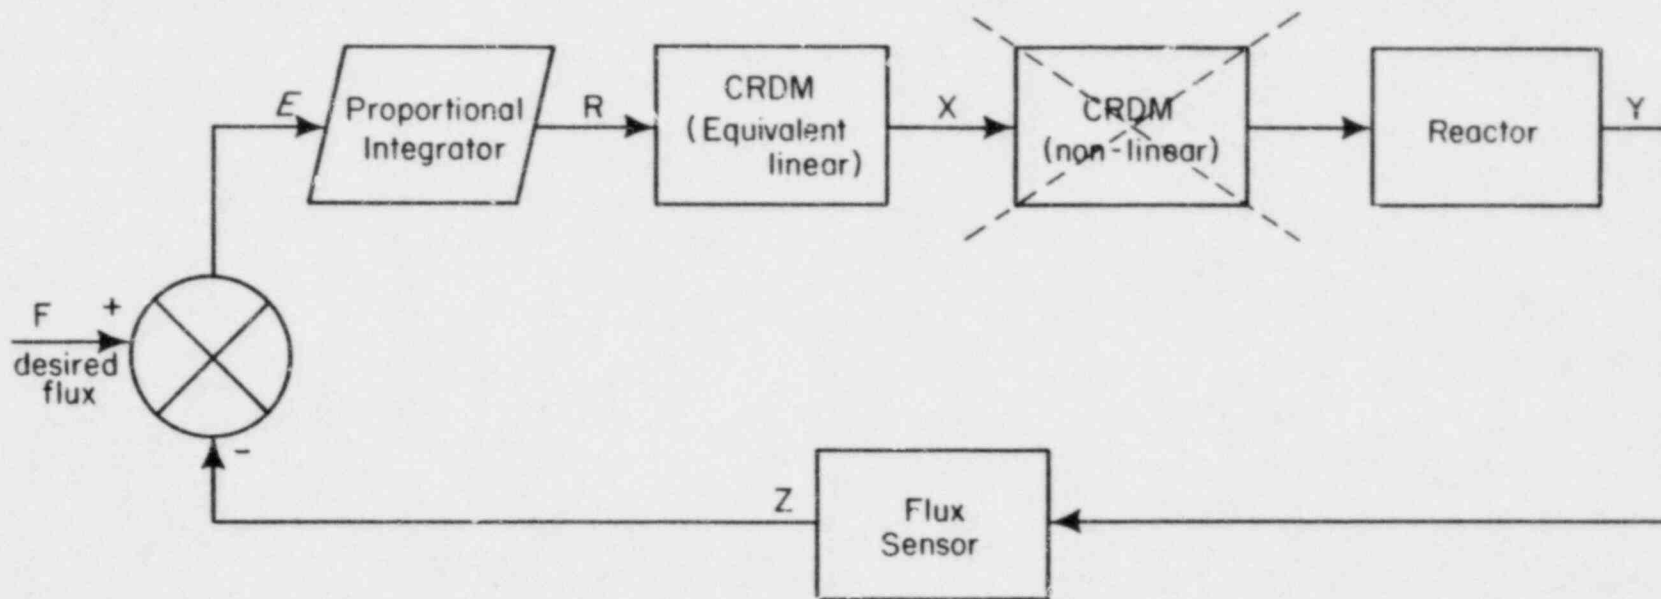 E
Proportional
Integrator
R
CRDM
(Equivalent
linear)
X
CRDM
(non-linear)
Reactor
Y
F
+
desired
flux
-
Z
Flux
Sensor